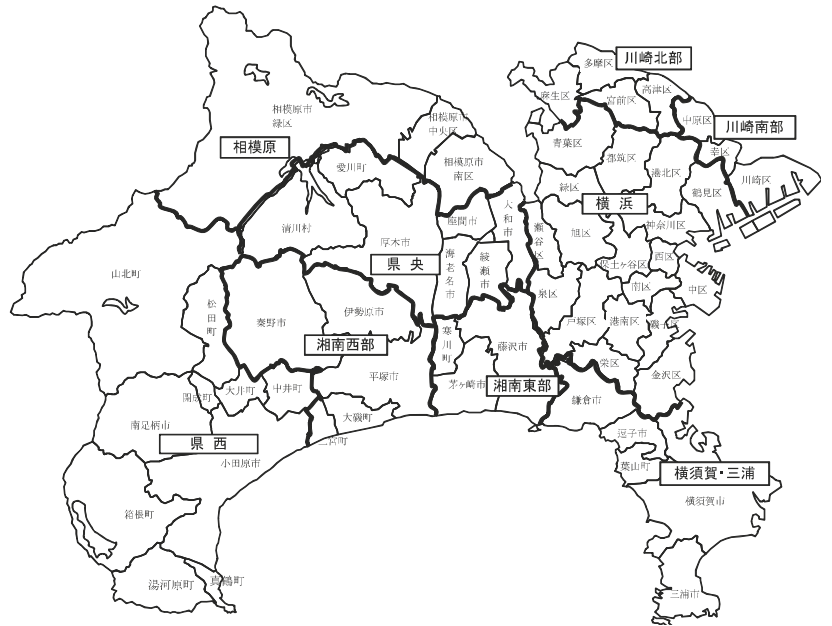 多摩区
川崎北部
麻生区
宮前区
高津区
中原区
川崎南部
幸区
川崎区
相模原市
緑区
相模原市
中央区
相模原
愛川町
相模原市
南区
青葉区
都筑区
港北区
鶴見区
緑区
横浜
神奈川区
清川村
厚木市
座間市
大和市
瀬谷区
旭区
県央
海老名市
綾瀬市
保土ヶ谷区
西区
中区
南区
山北町
松田町
秦野市
伊勢原市
泉区
戸塚区
港南区
磯子区
湘南西部
寒川町
藤沢市
栄区
金沢区
開成町
大井町
中井町
平塚市
茅ヶ崎市
湘南東部
鎌倉市
南足柄市
大磯町
二宮町
逗子市
県西
小田原市
葉山町
横須賀・三浦
横須賀市
箱根町
湯河原町
真鶴町
三浦市